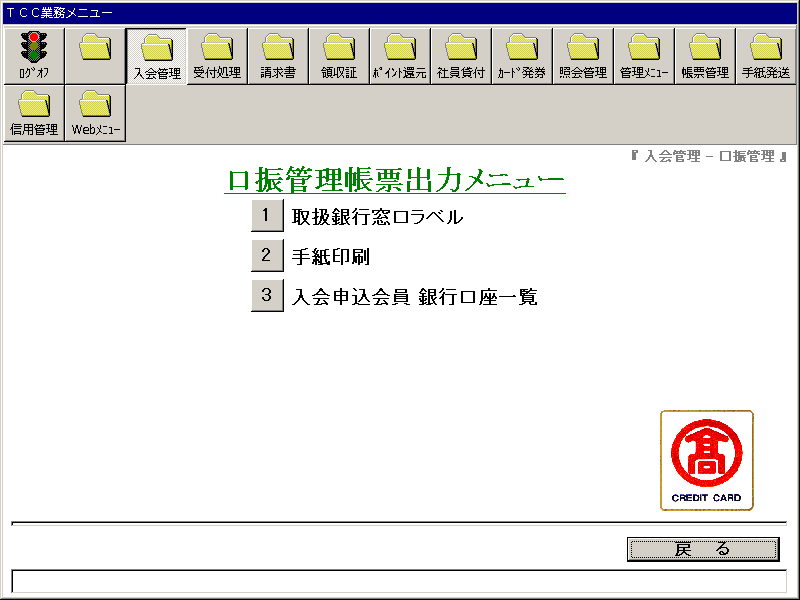 ＴＣＣ業務メニュー
ﾛｸﾞｵﾌ
入会管理
受付処理
請求書
領収証
ﾎﾟｲﾝﾄ還元
社員貸付
ｶｰﾄﾞ発券
照会管理
管理ﾒﾆｭｰ
帳票管理
手紙発送
信用管理
Webﾒﾆｭｰ
『 入会管理 － 口振管理 』
口振管理帳票出力メニュー
1 取扱銀行窓口ラベル
2 手紙印刷
3 入会申込会員 銀行口座一覧
髙
CREDIT CARD
戻 る